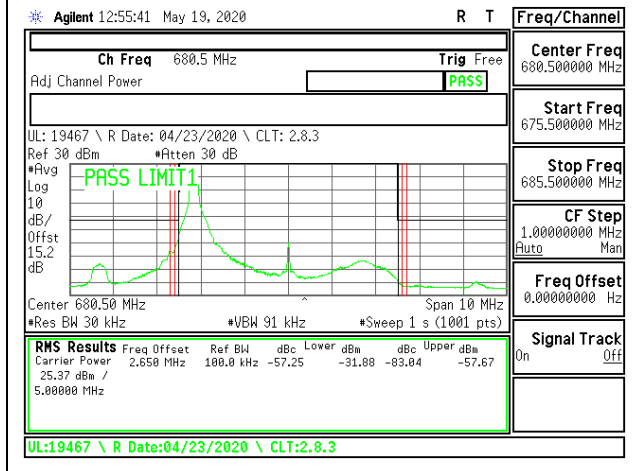 Agilent 12:55:41 May 19, 2020 R T
Freq/Channel
Ch Freq 680.5 MHz Trig Free
Adj Channel Power PASS
UL: 19467 \ R Date: 04/23/2020 \ CLT: 2.8.3
Ref 30 dBm #Atten 30 dB
#Avg
Log
10
dB/
Offst
15.2
dB
PASS LIMIT1
Center 680.50 MHz ^ Span 10 MHz
#Res BW 30 kHz #VBW 91 kHz #Sweep 1 s (1001 pts)
RMS Results Freq Offset Ref BW dBc Lower dBm dBc Upper dBm
Carrier Power 2.650 MHz 100.0 kHz -57.25 -31.88 -83.04 -57.67
25.37 dBm /
5.00000 MHz
UL:19467 \ R Date:04/23/2020 \ CLT:2.8.3
Center Freq
680.500000 MHz
Start Freq
675.500000 MHz
Stop Freq
685.500000 MHz
CF Step
1.00000000 MHz
Auto Man
Freq Offset
0.00000000 Hz
Signal Track
On Off